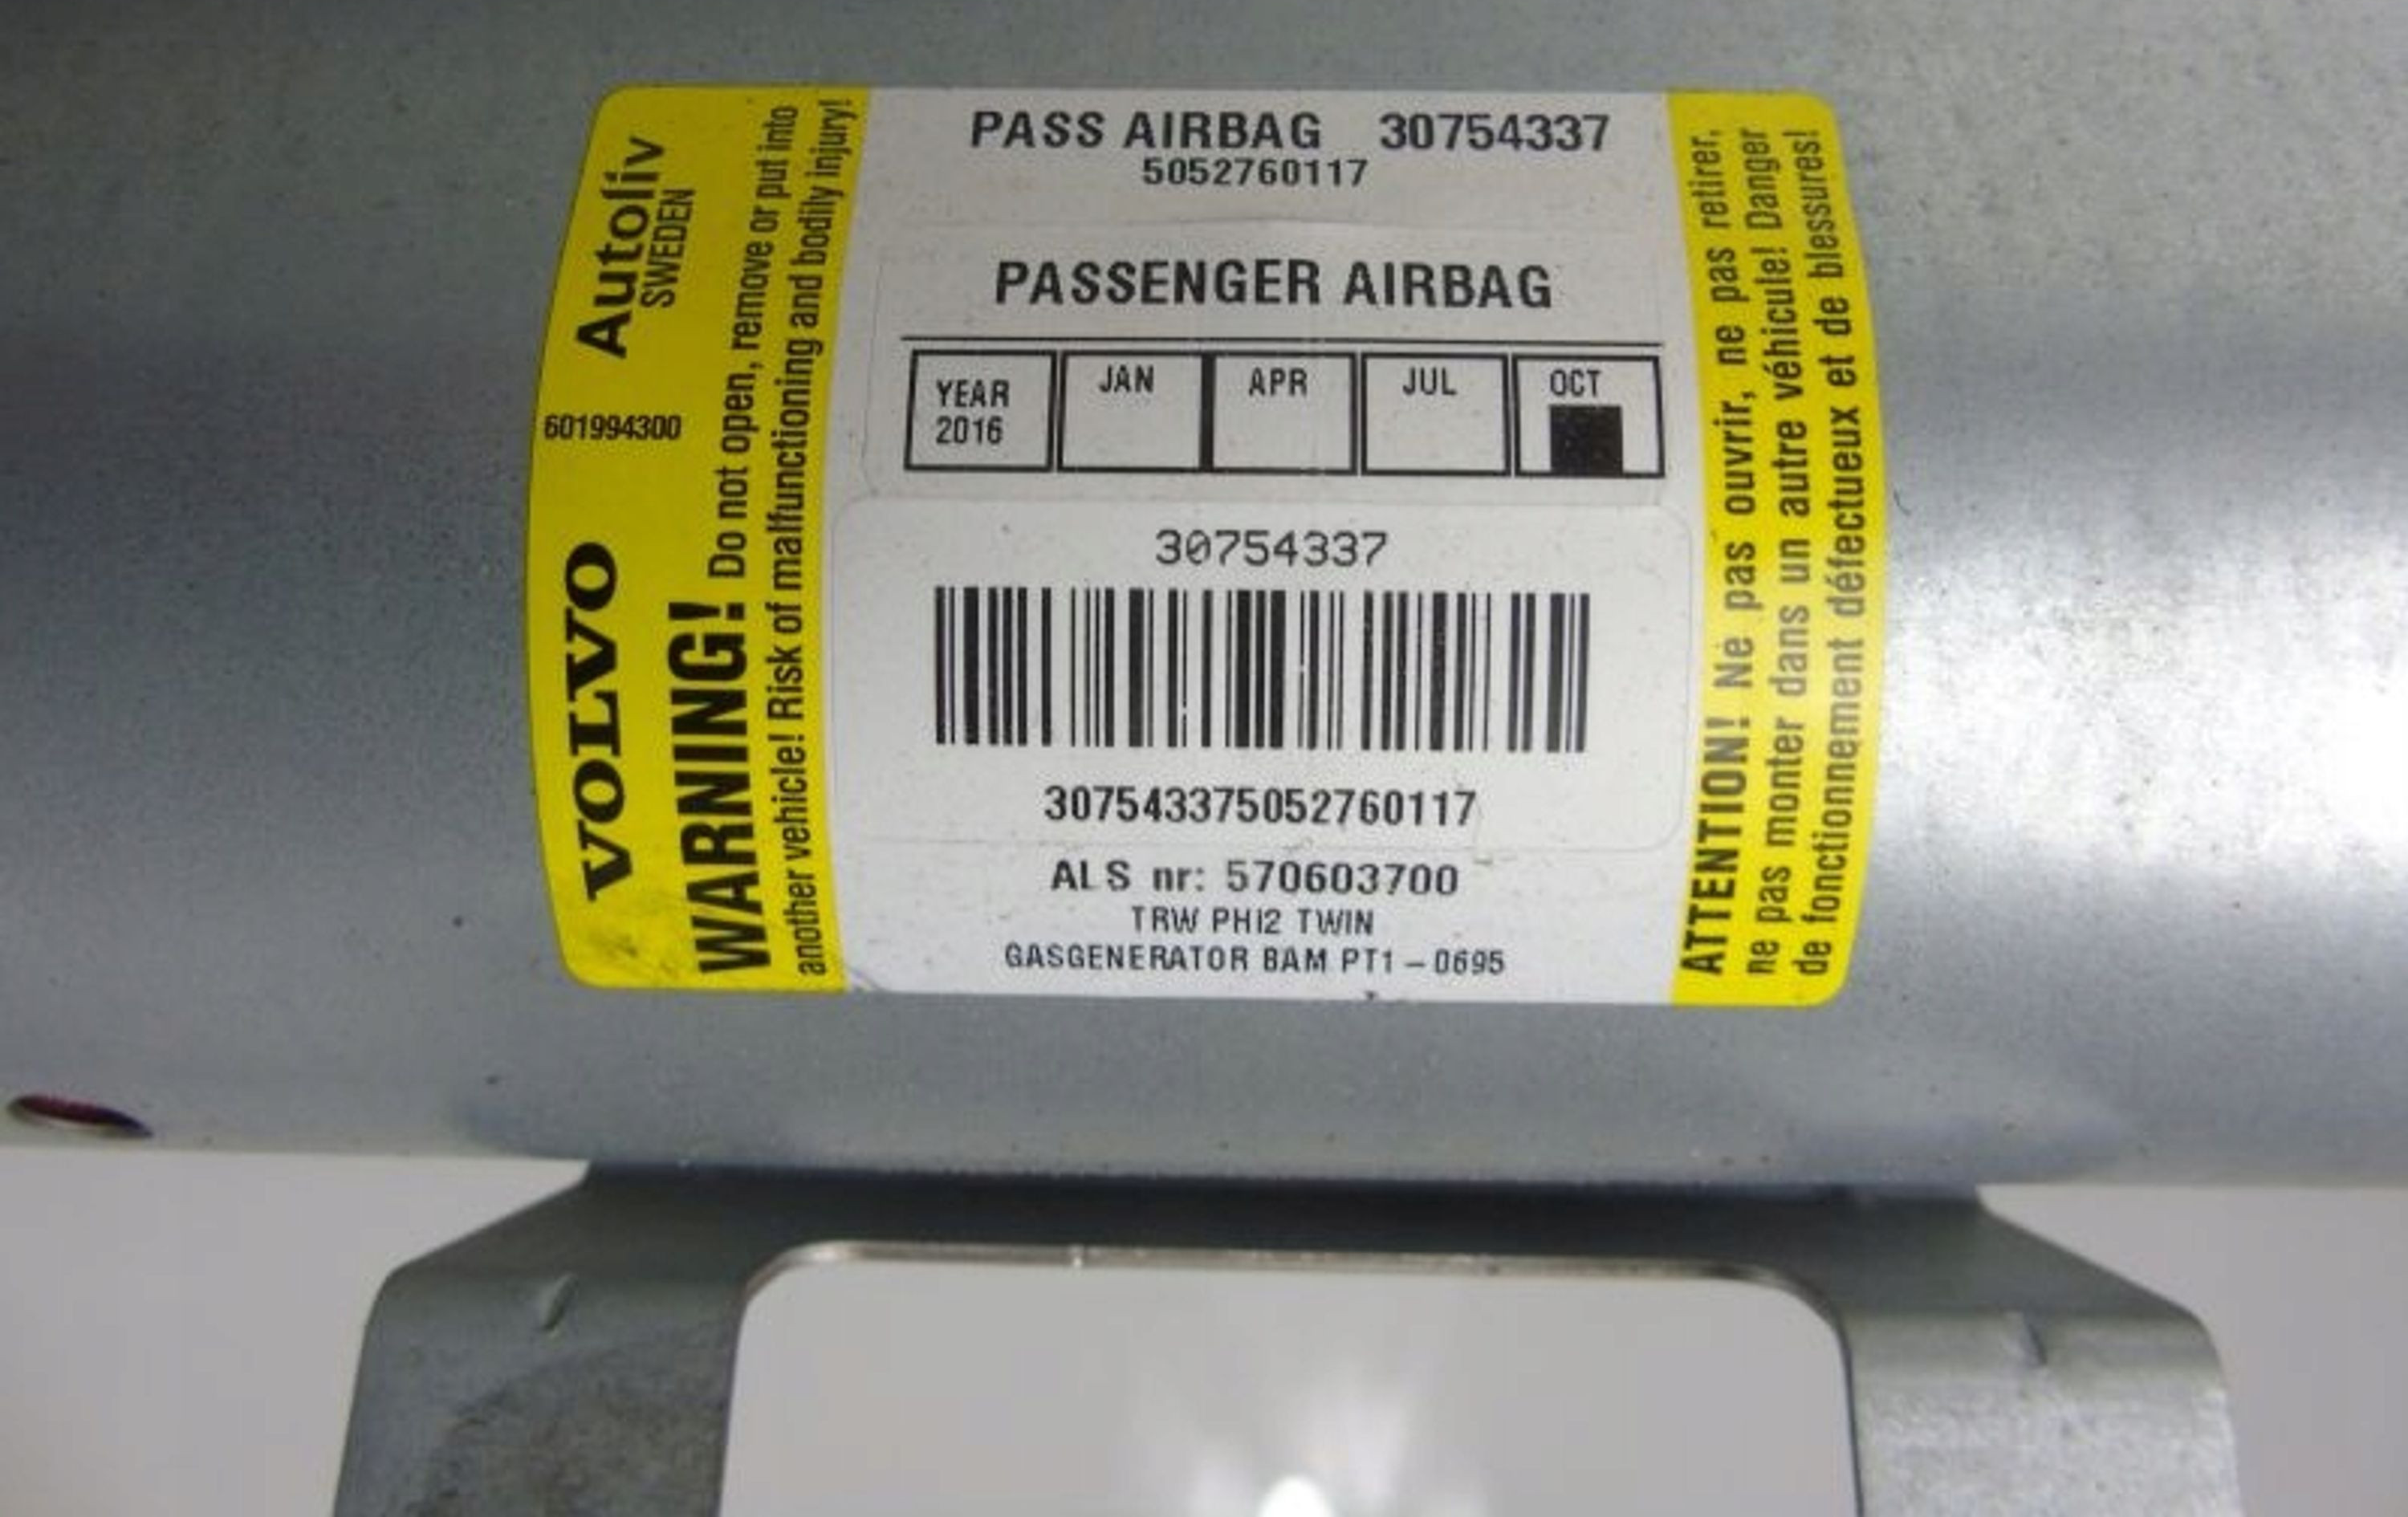 VOLVO 601994300 Autoliv
SWEDEN
WARNING! Do not open, remove or put into
another vehicle! Risk of malfunctioning and bodily injury!
PASS AIRBAG 30754337
5052760117
PASSENGER AIRBAG
YEAR JAN APR JUL OCT
2016
30754337
307543375052760117
ALS nr: 570603700
TRW PHI2 TWIN
GASGENERATOR BAM PT1 – 0695
ATTENTION! Ne pas ouvrir, ne pas retirer,
ne pas monter dans un autre véhicule! Danger
de fonctionnement défectueux et de blessures!